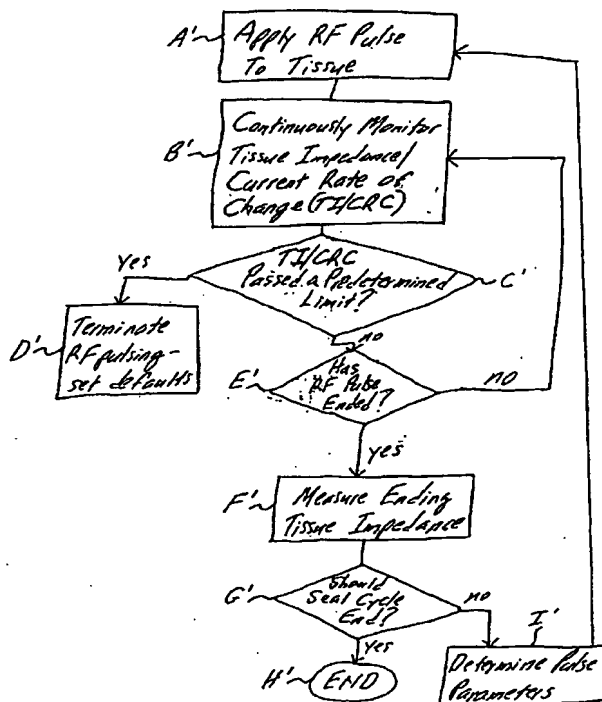 A' Apply RF Pulse
To Tissue
Continuously Monitor
B' Tissue Impedance/
Current Rate of
Change (TI/CRC)
yes
TI/CRC
Passed a Predetermined
Limit?
C'
no
D' Terminate
RF pulsing-
set defaults
E' Has
RF Pulse
Ended?
no
yes
F' Measure Ending
Tissue Impedance
G' Should
Seal Cycle
End?
no
yes
I'
H' END
Determine Pulse
Parameters